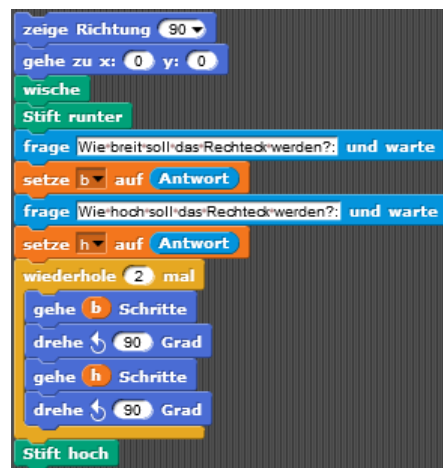 zeige Richtung 90
gehe zu x: 0 y: 0
wische
Stift runter
frage Wie breit soll das Rechteck werden?: und warte
setze b auf Antwort
frage Wie hoch soll das Rechteck werden?: und warte
setze h auf Antwort
wiederhole 2 mal
gehe b Schritte
drehe 90 Grad
gehe h Schritte
drehe 90 Grad
Stift hoch